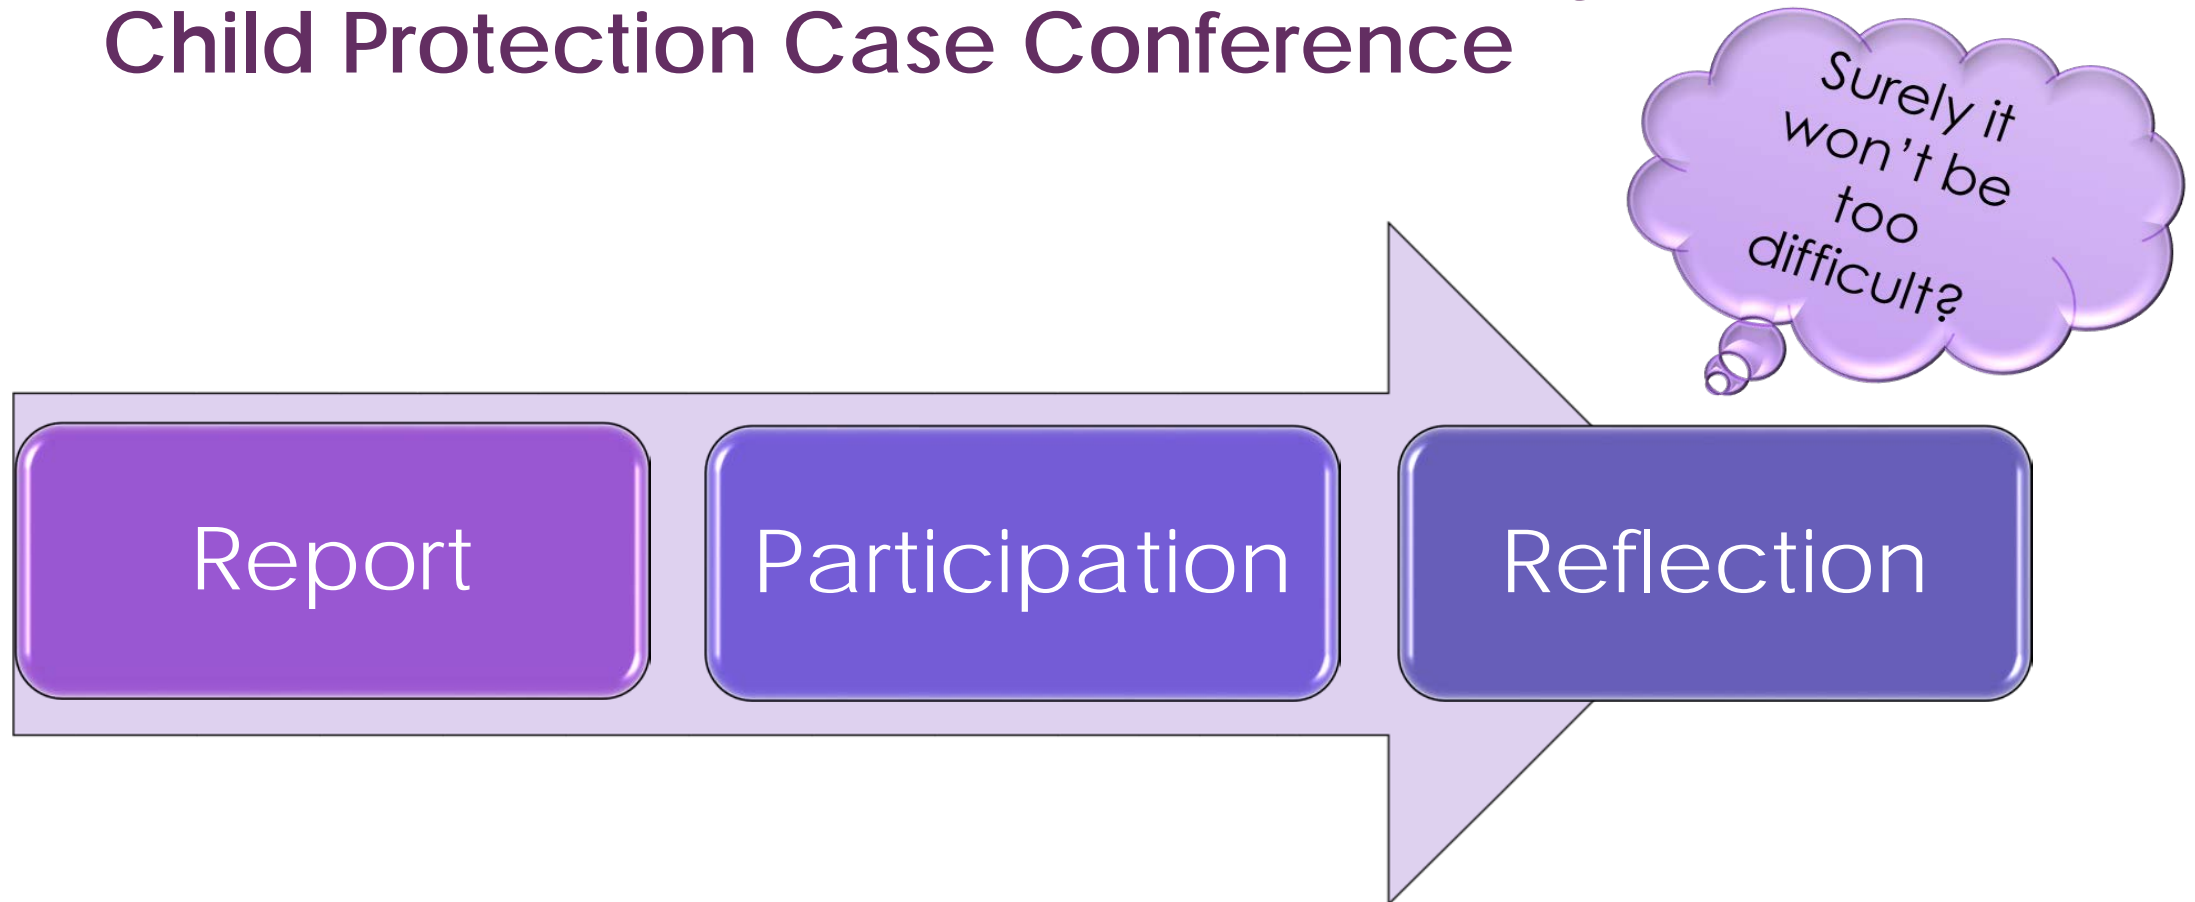 Child Protection Case Conference
Surely it
won't be
too
difficult?
Report
Participation
Reflection